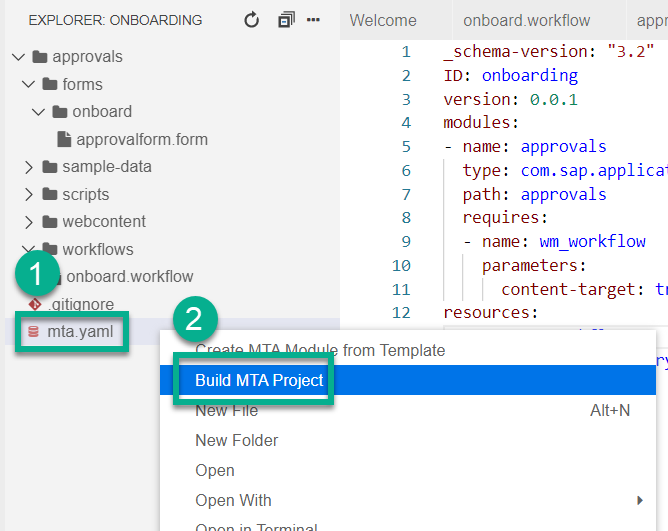 EXPLORER: ONBOARDING
approvals
forms
onboard
approvalform.form
sample-data
scripts
webcontent
workflows
1
onboard.workflow
.gitignore
mta.yaml
Welcome
onboard.workflow
1 _schema-version: "3.2"
2 ID: onboarding
3 version: 0.0.1
4 modules:
5 - name: approvals
6 type: com.sap.applicat
7 path: approvals
8 requires:
9 - name: wm_workflow
10 parameters:
11 content-target: tr
12 resources:
2
Create MTA Module from Template
Build MTA Project
New File Alt+N
New Folder
Open
Open With
Open in Terminal